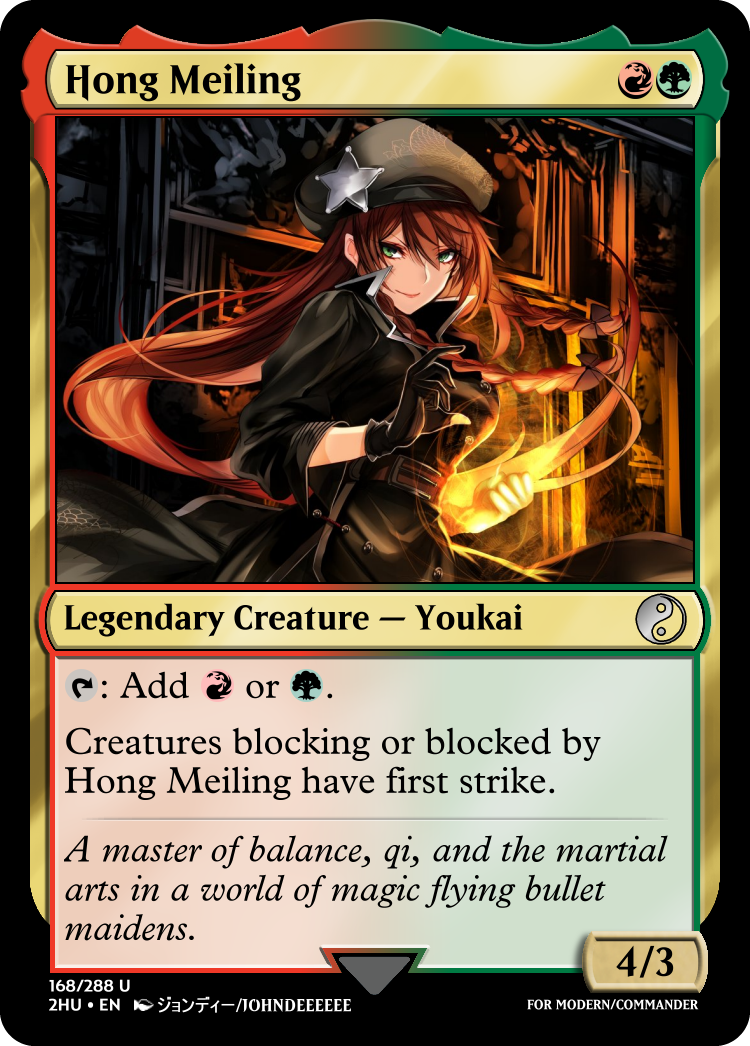 Hong Meiling
Legendary Creature — Youkai
: Add or .
Creatures blocking or blocked by
Hong Meiling have first strike.
A master of balance, qi, and the martial
arts in a world of magic flying bullet
maidens.
4/3
168/288 U
2HU • EN ジョンディー/JOHNDEEEEEE
FOR MODERN/COMMANDER